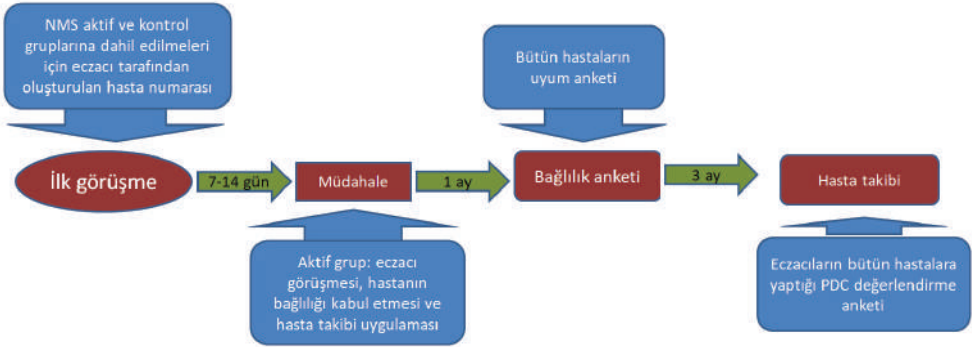 NMS aktif ve kontrol
gruplarına dahil edilmeleri
için eczacı tarafından
oluşturulan hasta numarası
Bütün hastaların
uyum anketi
İlk görüşme
7-14 gün
Müdahale
1 ay
Bağlılık anketi
3 ay
Hasta takibi
Aktif grup: eczacı
görüşmesi, hastanın
bağlılığı kabul etmesi ve
hasta takibi uygulaması
Eczacıların bütün hastalara
yaptığı PDC değerlendirme
anketi